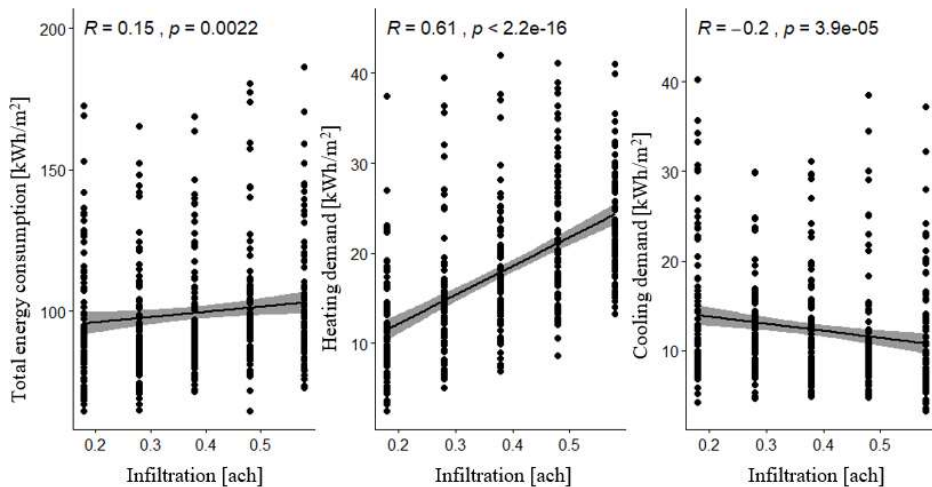 R = 0.15 , p = 0.0022
Total energy consumption [kWh/m²]
200
150
100
0.2 0.3 0.4 0.5
Infiltration [ach]
R = 0.61 , p < 2.2e-16
Heating demand [kWh/m²]
40
30
20
10
0.2 0.3 0.4 0.5
Infiltration [ach]
R = −0.2 , p = 3.9e-05
Cooling demand [kWh/m²]
40
30
20
10
0.2 0.3 0.4 0.5
Infiltration [ach]